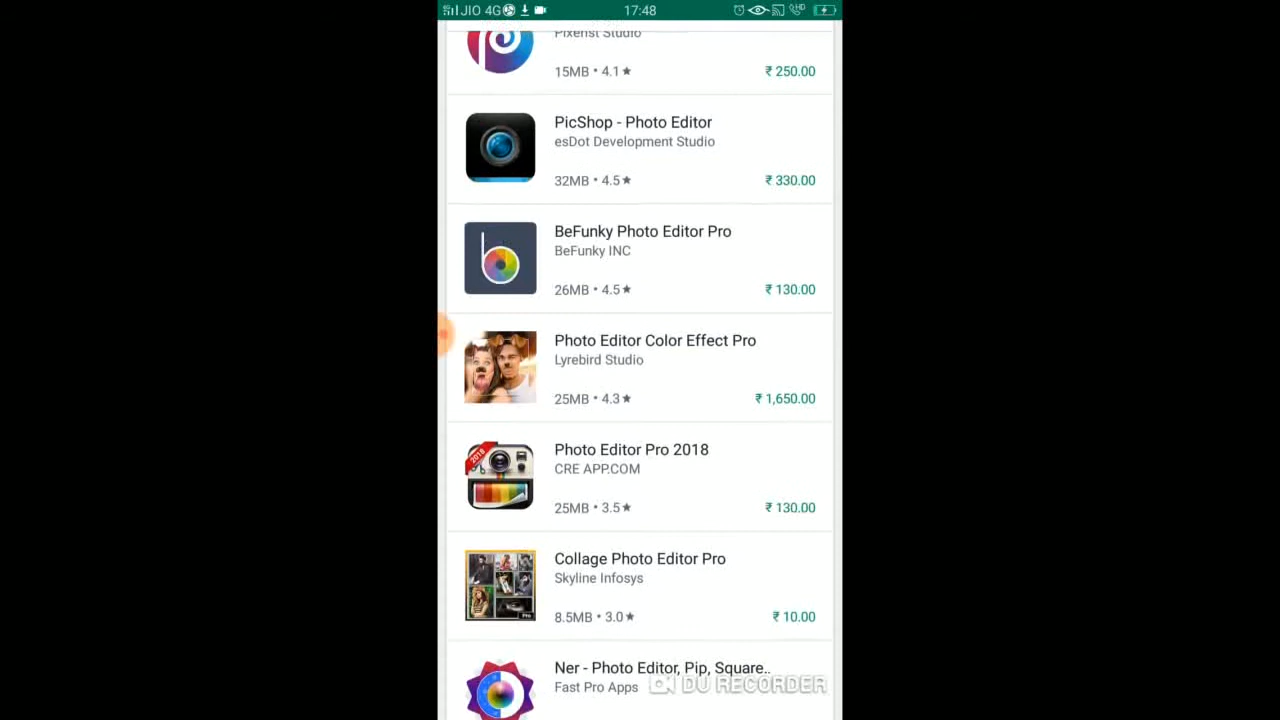 JIO 4G 17:48 HD
Pixenst Studio
15MB • 4.1★ ₹ 250.00
PicShop - Photo Editor
esDot Development Studio
32MB • 4.5★ ₹ 330.00
BeFunky Photo Editor Pro
BeFunky INC
26MB • 4.5★ ₹ 130.00
Photo Editor Color Effect Pro
Lyrebird Studio
25MB • 4.3★ ₹ 1,650.00
2018
Photo Editor Pro 2018
CRE APP.COM
25MB • 3.5★ ₹ 130.00
Pro
Collage Photo Editor Pro
Skyline Infosys
8.5MB • 3.0★ ₹ 10.00
Ner - Photo Editor, Pip, Square..
Fast Pro Apps
DU RECORDER